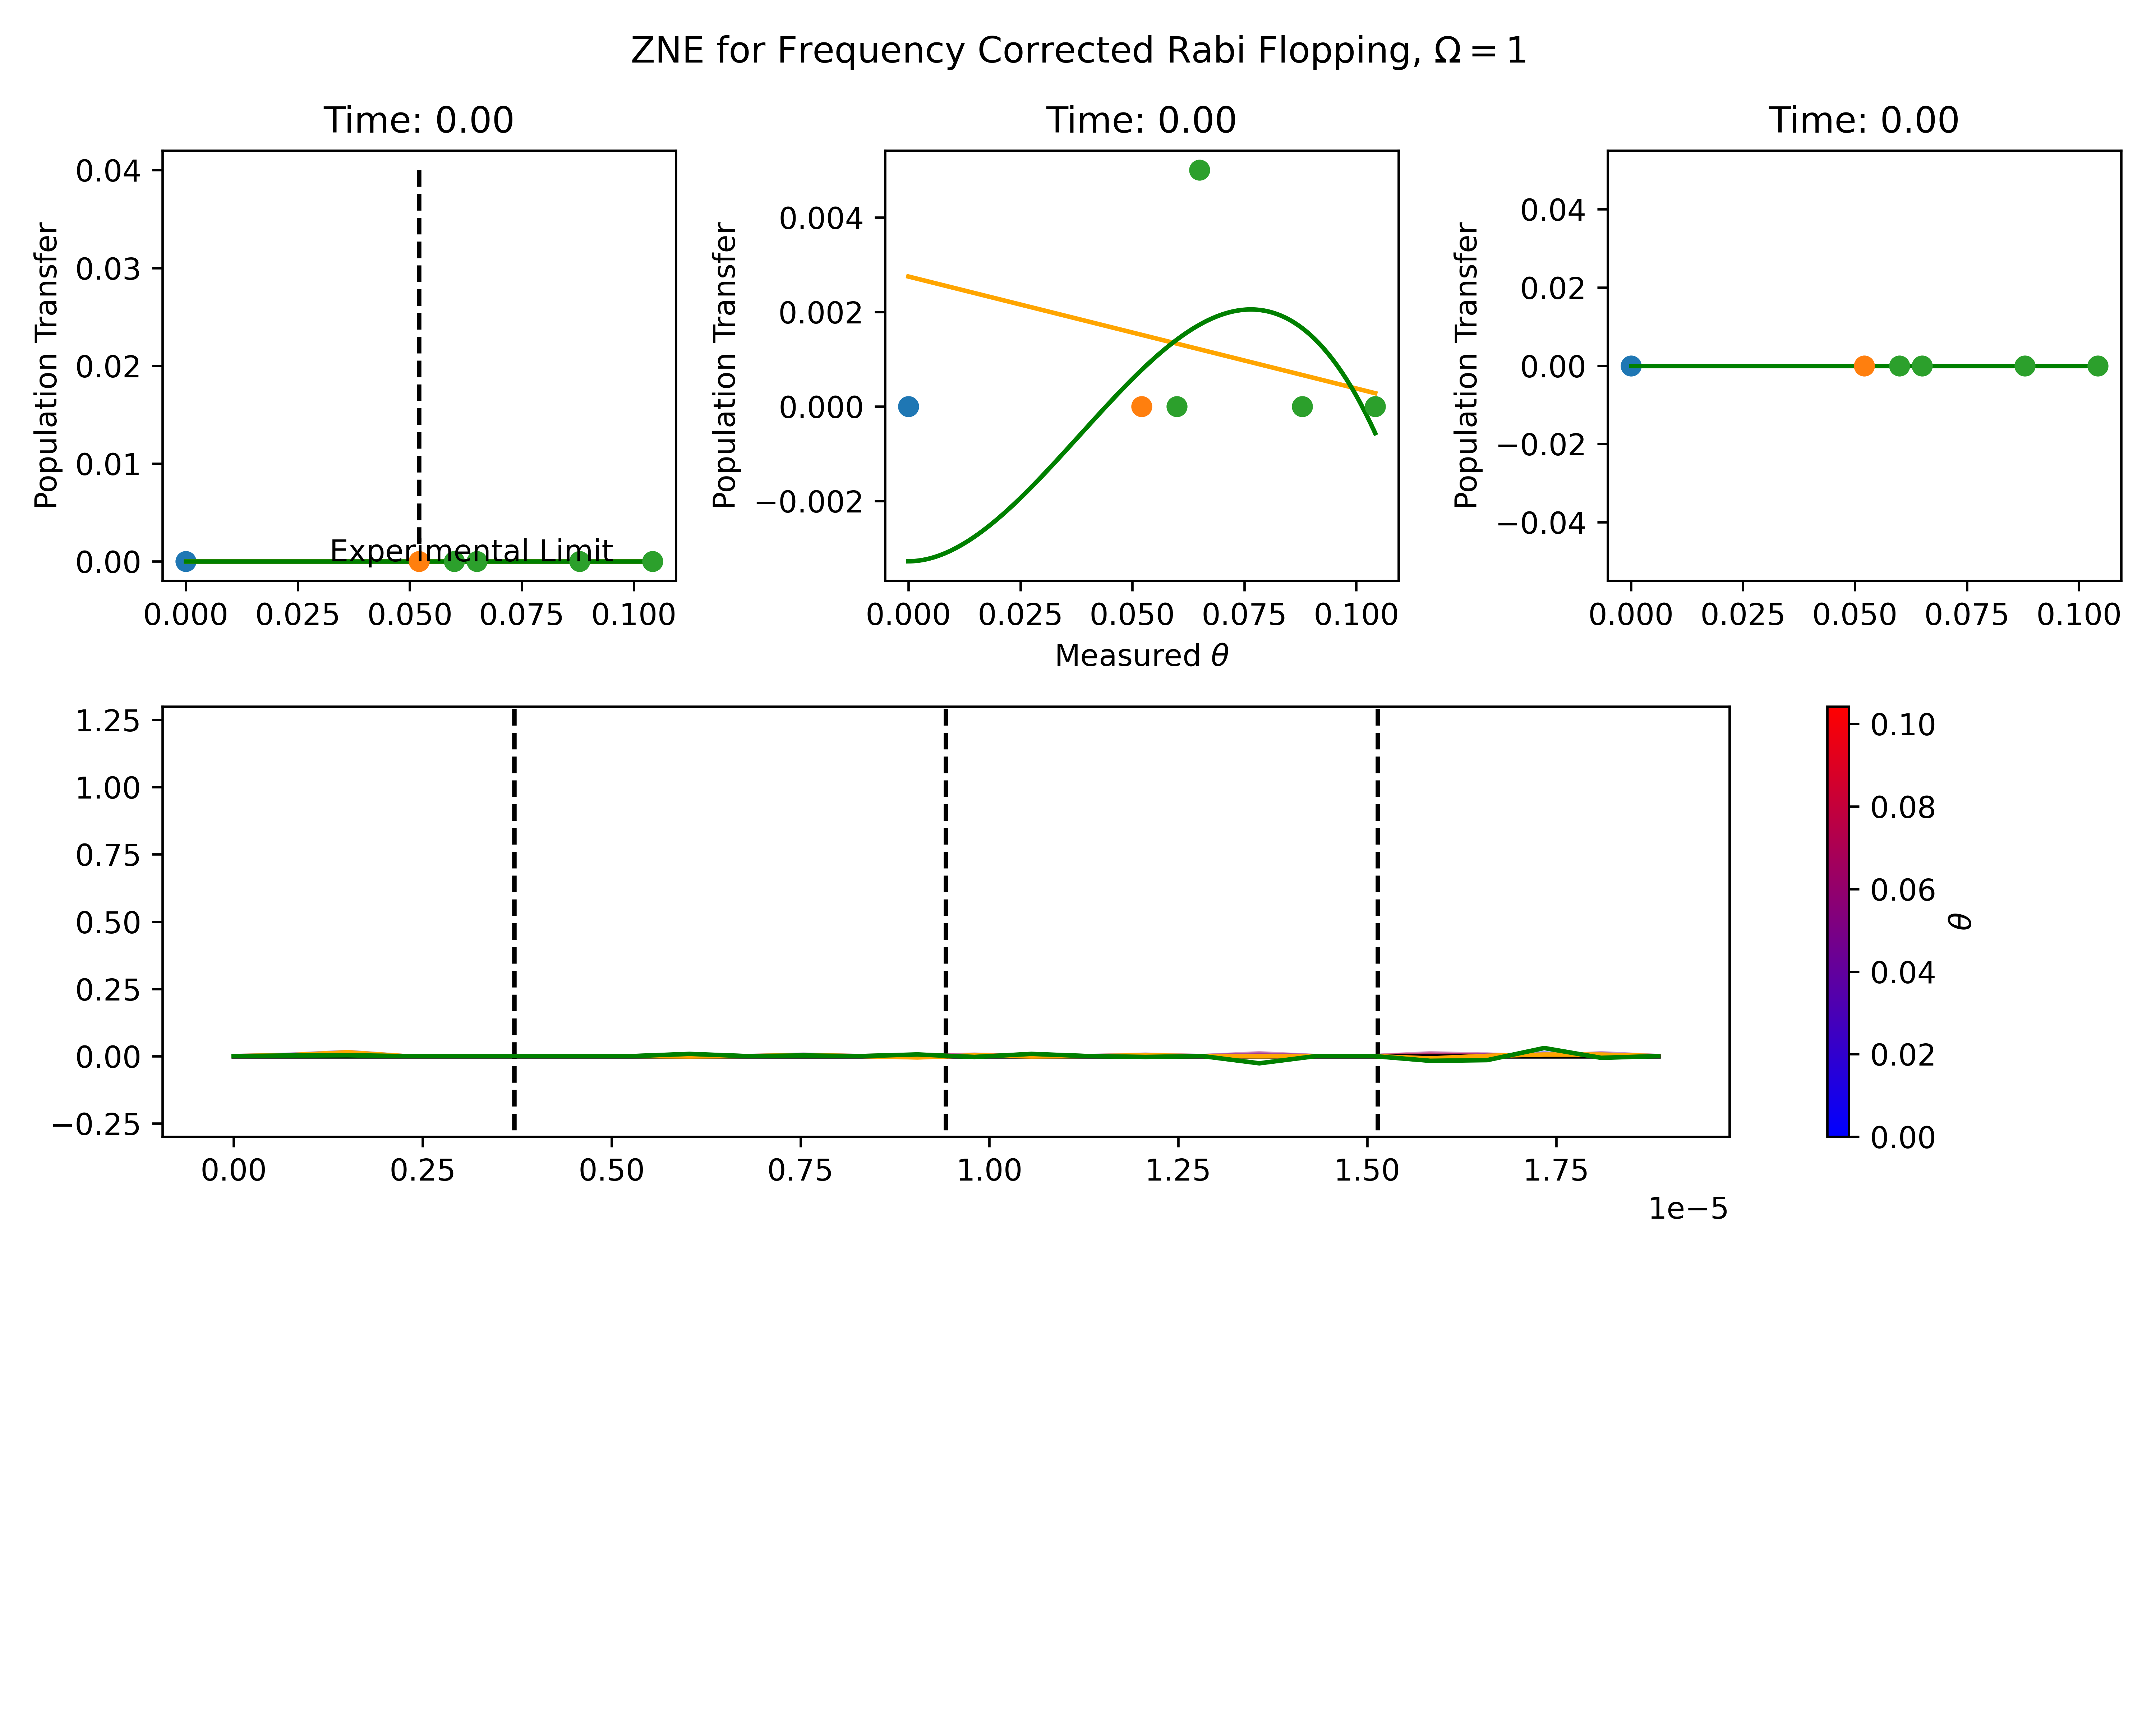 ZNE for Frequency Corrected Rabi Flopping, Ω = 1
Time: 0.00
Time: 0.00
Time: 0.00
Population Transfer
0.04
0.03
0.02
0.01
0.00
Experimental Limit
0.000 0.025 0.050 0.075 0.100
Population Transfer
0.004
0.002
0.000
−0.002
0.000 0.025 0.050 0.075 0.100
Measured θ
Population Transfer
0.04
0.02
0.00
−0.02
−0.04
0.000 0.025 0.050 0.075 0.100
1.25
1.00
0.75
0.50
0.25
0.00
−0.25
0.00 0.25 0.50 0.75 1.00 1.25 1.50 1.75
1e−5
0.10
0.08
0.06
0.04
0.02
0.00
θ